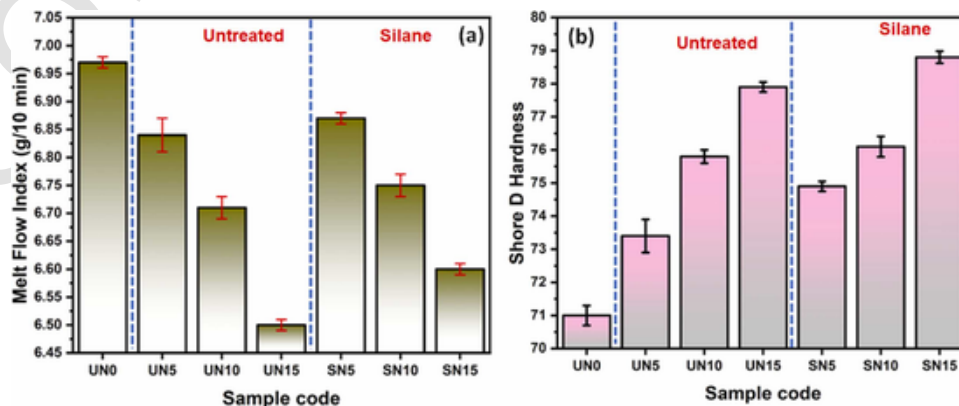 (a)
Untreated
Silane
Melt Flow Index (g/10 min)
7.05
7.00
6.95
6.90
6.85
6.80
6.75
6.70
6.65
6.60
6.55
6.50
6.45
UN0 UN5 UN10 UN15 SN5 SN10 SN15
Sample code
(b)
Untreated
Silane
Shore D Hardness
80
79
78
77
76
75
74
73
72
71
70
UN0 UN5 UN10 UN15 SN5 SN10 SN15
Sample code